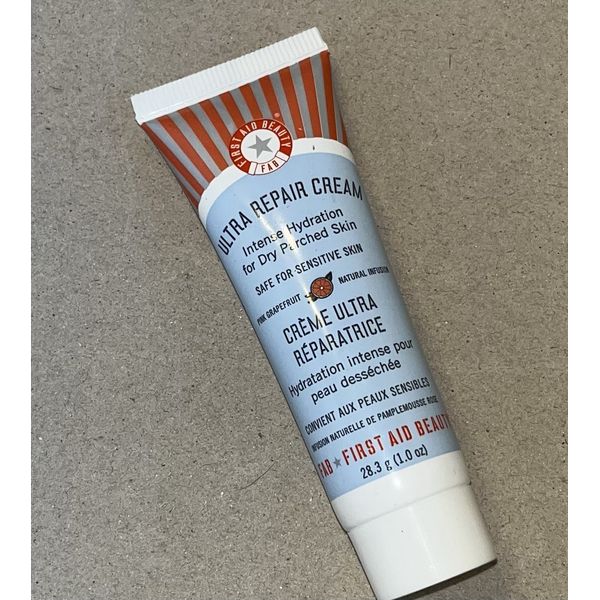 FIRST AID BEAUTY
FAB
®
ULTRA REPAIR CREAM
Intense Hydration
for Dry Parched Skin
SAFE FOR SENSITIVE SKIN
PINK GRAPEFRUIT NATURAL INFUSION
CRÈME ULTRA
RÉPARATRICE
Hydratation intense pour
peau desséchée
CONVIENT AUX PEAUX SENSIBLES
INFUSION NATURELLE DE PAMPLEMOUSSE ROSE
FAB FIRST AID BEAUTY
28.3 g (1.0 oz)